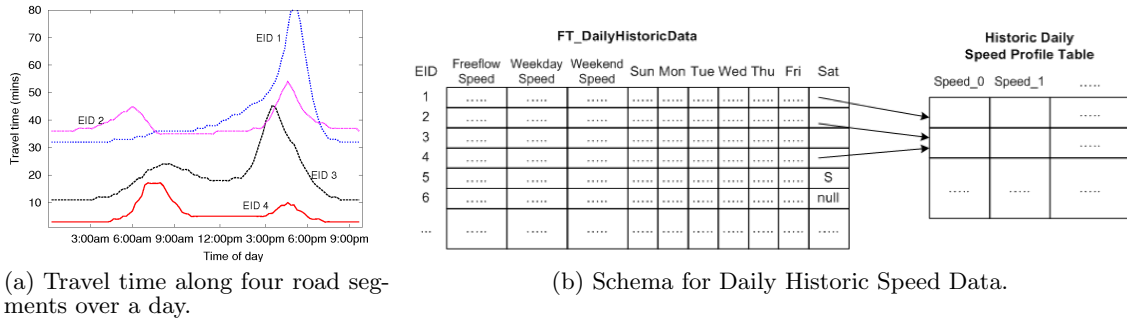 80
70
60
50
40
30
20
10
Travel time (mins)
EID 1
EID 2
EID 3
EID 4
3:00am 6:00am 9:00am 12:00pm 3:00pm 6:00pm 9:00pm
Time of day
(a) Travel time along four road seg-
ments over a day.
FT_DailyHistoricData
EID Freeflow Speed Weekday Speed Weekend Speed Sun Mon Tue Wed Thu Fri Sat
1 ..... ..... ..... ..... ..... ..... ..... ..... .....
2 ..... ..... ..... ..... ..... ..... ..... ..... .....
3 ..... ..... ..... ..... ..... ..... ..... ..... .....
4 ..... ..... ..... ..... ..... ..... ..... ..... .....
5 ..... ..... ..... ..... ..... ..... ..... ..... ..... S
6 ..... ..... ..... ..... ..... ..... ..... ..... ..... null
... ..... ..... ..... ..... ..... ..... ..... ..... ..... .....
Historic Daily
Speed Profile Table
Speed_0 Speed_1 .....
.....
.....
..... ..... .....
(b) Schema for Daily Historic Speed Data.